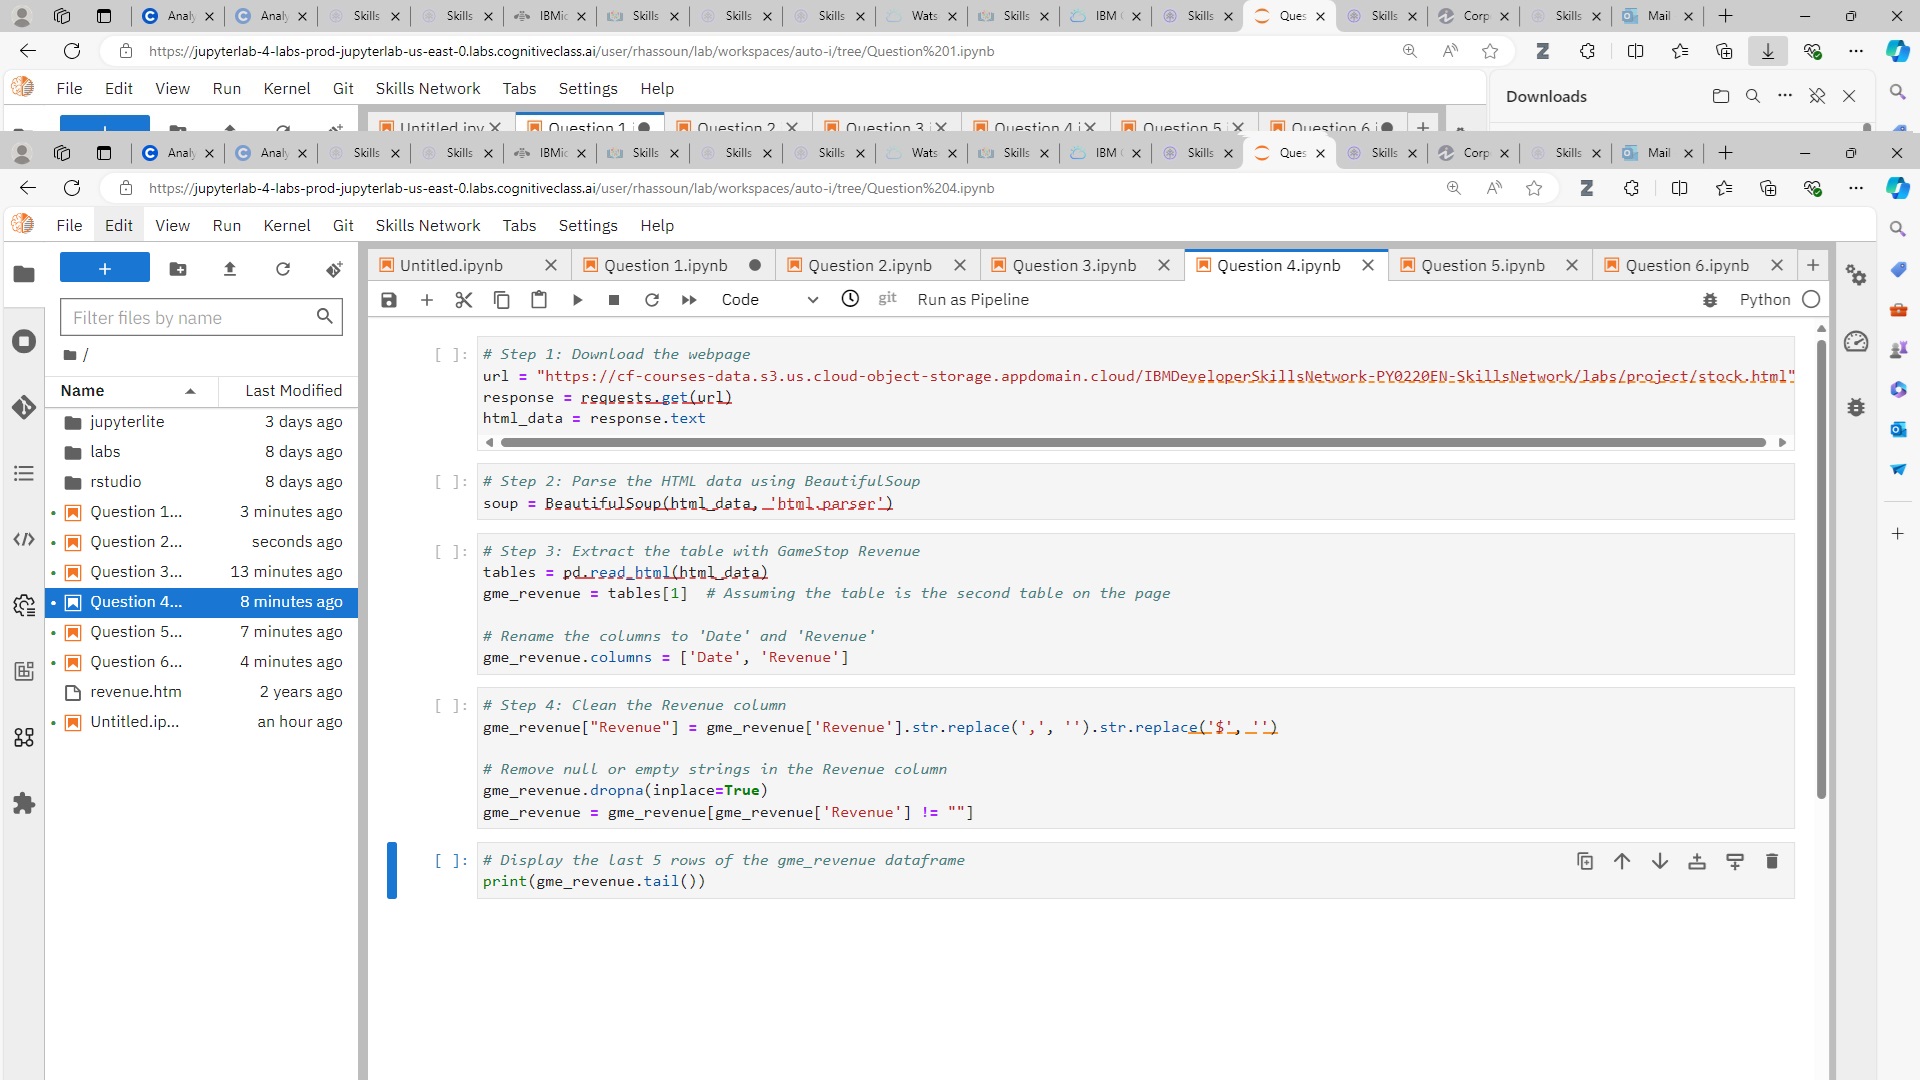 Analy Analy Skills Skills IBMic Skills Skills Skills Wats Skills IBM Skills Ques Skills Corp Skills Mail
https://jupyterlab-4-labs-prod-jupyterlab-us-east-0.labs.cognitiveclass.ai/user/rhassoun/lab/workspaces/auto-i/tree/Question%201.ipynb
File Edit View Run Kernel Git Skills Network Tabs Settings Help
Downloads
Untitled.ipy Question 1 Question 2 Question 3 Question 4 Question 5 Question 6
Analy Analy Skills Skills IBMic Skills Skills Skills Wats Skills IBM Skills Ques Skills Corp Skills Mail
https://jupyterlab-4-labs-prod-jupyterlab-us-east-0.labs.cognitiveclass.ai/user/rhassoun/lab/workspaces/auto-i/tree/Question%204.ipynb
File Edit View Run Kernel Git Skills Network Tabs Settings Help
Untitled.ipynb Question 1.ipynb Question 2.ipynb Question 3.ipynb Question 4.ipynb Question 5.ipynb Question 6.ipynb
Code git Run as Pipeline Python
Filter files by name
/
Name Last Modified
jupyterlite 3 days ago
labs 8 days ago
rstudio 8 days ago
Question 1... 3 minutes ago
Question 2... seconds ago
Question 3... 13 minutes ago
Question 4... 8 minutes ago
Question 5... 7 minutes ago
Question 6... 4 minutes ago
revenue.htm 2 years ago
Untitled.ip... an hour ago
[ ]: # Step 1: Download the webpage
url = "https://cf-courses-data.s3.us.cloud-object-storage.appdomain.cloud/IBMDeveloperSkillsNetwork-PY0220EN-SkillsNetwork/labs/project/stock.html"
response = requests.get(url)
html_data = response.text
[ ]: # Step 2: Parse the HTML data using BeautifulSoup
soup = BeautifulSoup(html_data, 'html.parser')
[ ]: # Step 3: Extract the table with GameStop Revenue
tables = pd.read_html(html_data)
gme_revenue = tables[1]  # Assuming the table is the second table on the page
# Rename the columns to 'Date' and 'Revenue'
gme_revenue.columns = ['Date', 'Revenue']
[ ]: # Step 4: Clean the Revenue column
gme_revenue["Revenue"] = gme_revenue['Revenue'].str.replace(',', '').str.replace('$', '')
# Remove null or empty strings in the Revenue column
gme_revenue.dropna(inplace=True)
gme_revenue = gme_revenue[gme_revenue['Revenue'] != ""]
[ ]: # Display the last 5 rows of the gme_revenue dataframe
print(gme_revenue.tail())